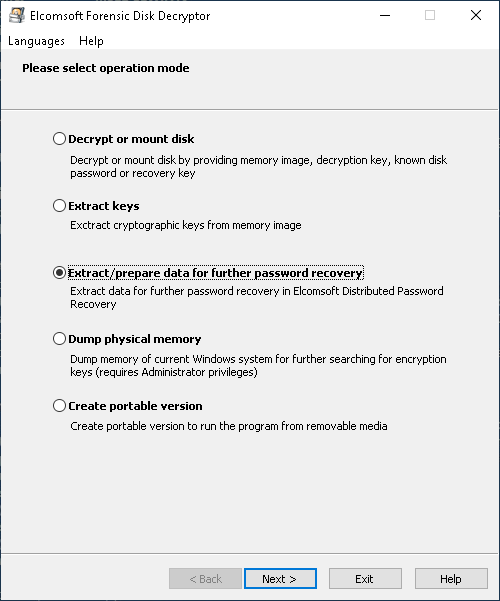 Elcomsoft Forensic Disk Decryptor
Languages Help
Please select operation mode
Decrypt or mount disk
Decrypt or mount disk by providing memory image, decryption key, known disk
password or recovery key
Extract keys
Exctract cryptographic keys from memory image
Extract/prepare data for further password recovery
Extract data for further password recovery in Elcomsoft Distributed Password
Recovery
Dump physical memory
Dump memory of current Windows system for further searching for encryption
keys (requires Administrator privileges)
Create portable version
Create portable version to run the program from removable media
< Back Next > Exit Help